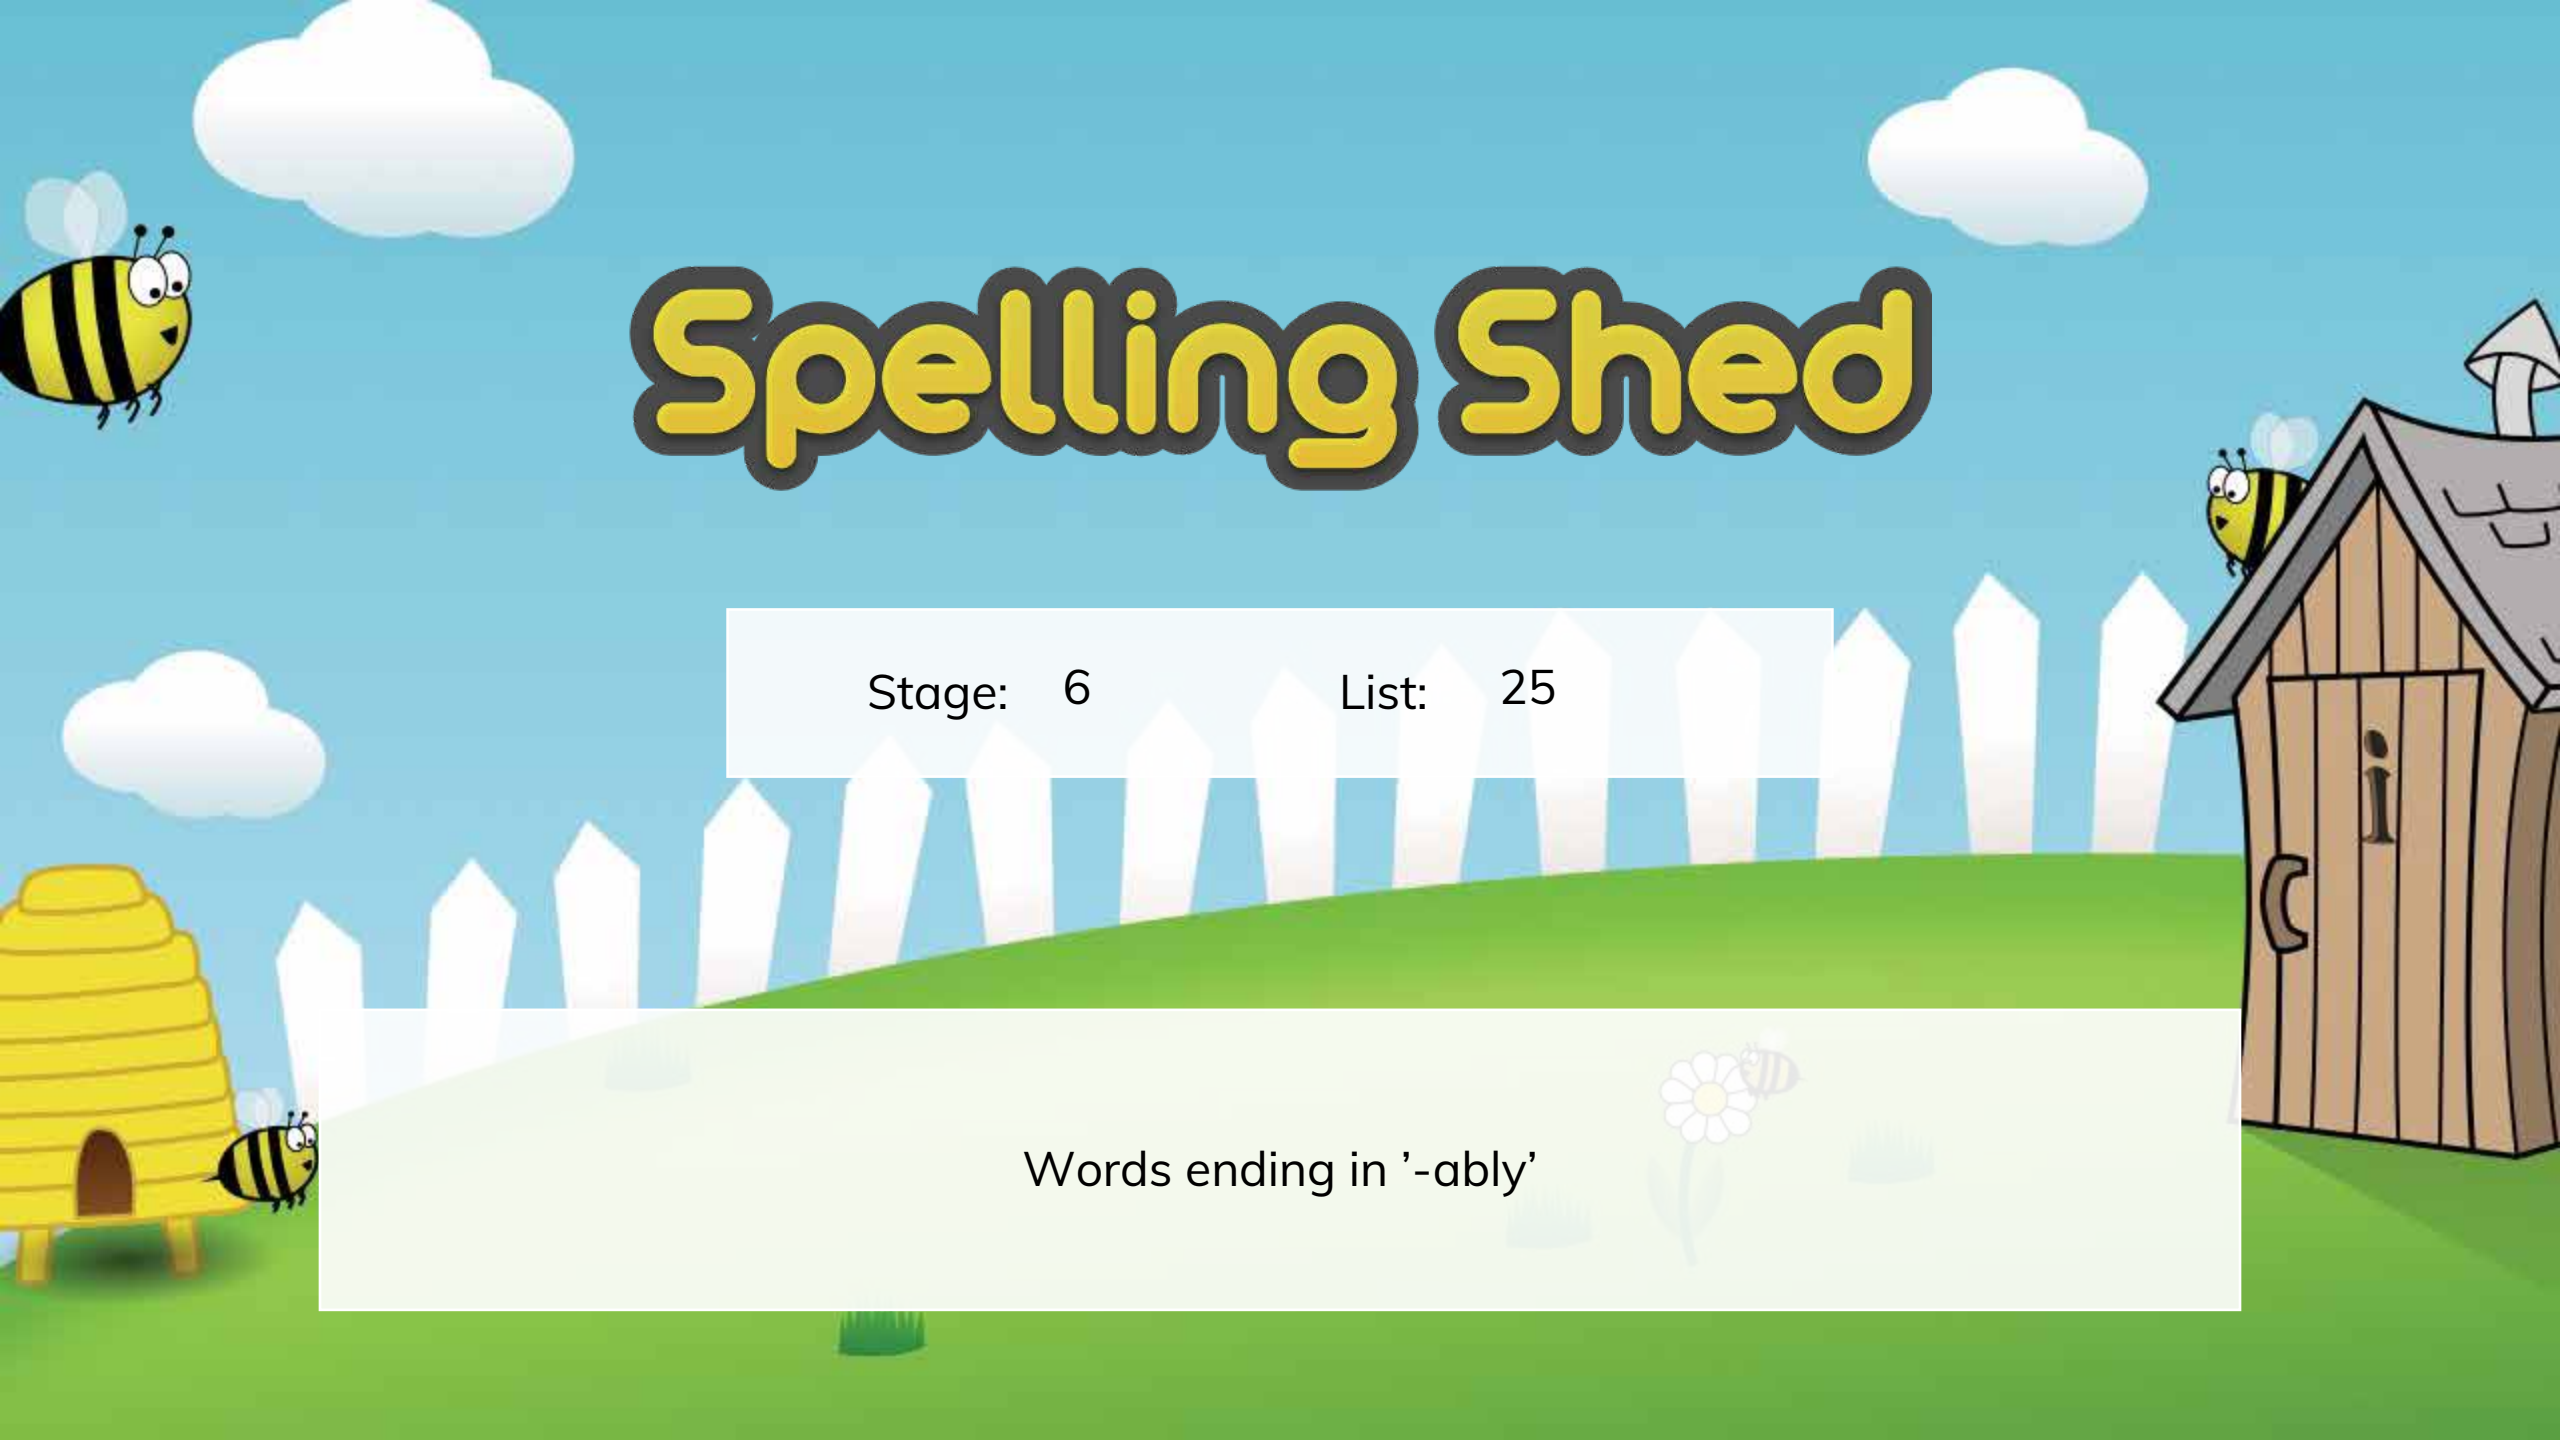 Spelling Shed
Stage: 6 List: 25
i
Words ending in ’-ably’